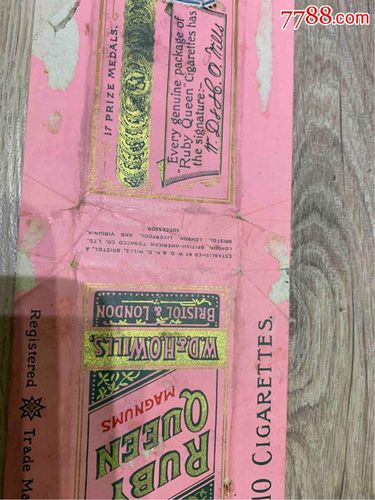 7788.com
17 PRIZE MEDALS.
Every genuine package of
"Ruby Queen" Cigarettes has
the signature:-
W. D & H. O. Wills
ESTABLISHED BY W. D. & H. O. WILLS, BRISTOL &
LONDON. BRITISH-AMERICAN TOBACCO CO. LTD.
BRISTOL, LONDON, LIVERPOOL, AND VIRGINIA.
SUCCESSOR
RUBY
QUEEN
MAGNUMS
W.D.&H.O.WILLS,
BRISTOL & LONDON
10 CIGARETTES.
Registered Trade Ma